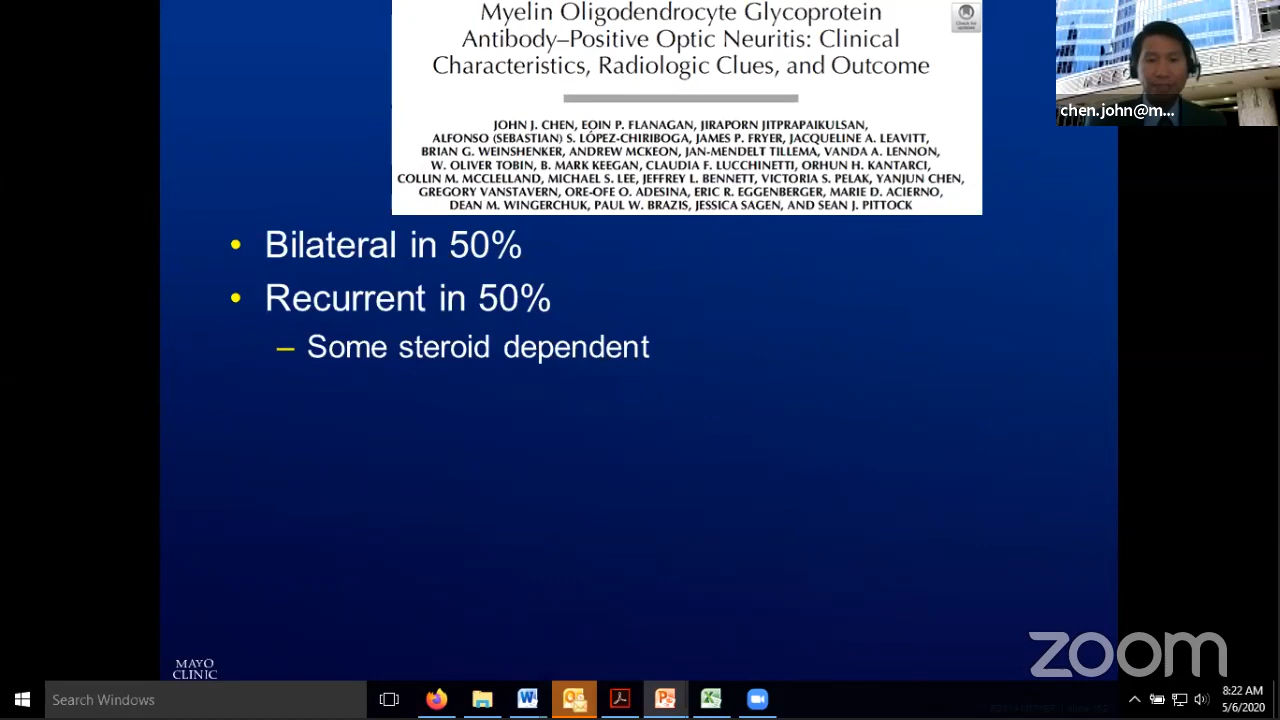 Myelin Oligodendrocyte Glycoprotein
Antibody–Positive Optic Neuritis: Clinical
Characteristics, Radiologic Clues, and Outcome
Check for
updates
JOHN J. CHEN, EOIN P. FLANAGAN, JIRAPORN JITPRAPAIKULSAN,
ALFONSO (SEBASTIAN) S. LÓPEZ-CHIRIBOGA, JAMES P. FRYER, JACQUELINE A. LEAVITT,
BRIAN G. WEINSHENKER, ANDREW MCKEON, JAN-MENDELT TILLEMA, VANDA A. LENNON,
W. OLIVER TOBIN, B. MARK KEEGAN, CLAUDIA F. LUCCHINETTI, ORHUN H. KANTARCI,
COLLIN M. MCCLELLAND, MICHAEL S. LEE, JEFFREY L. BENNETT, VICTORIA S. PELAK, YANJUN CHEN,
GREGORY VANSTAVERN, ORE-OFE O. ADESINA, ERIC R. EGGENBERGER, MARIE D. ACIERNO,
DEAN M. WINGERCHUK, PAUL W. BRAZIS, JESSICA SAGEN, AND SEAN J. PITTOCK
chen.john@m...
• Bilateral in 50%
• Recurrent in 50%
– Some steroid dependent
MAYO
CLINIC
zoom
Search Windows
8:22 AM
5/6/2020